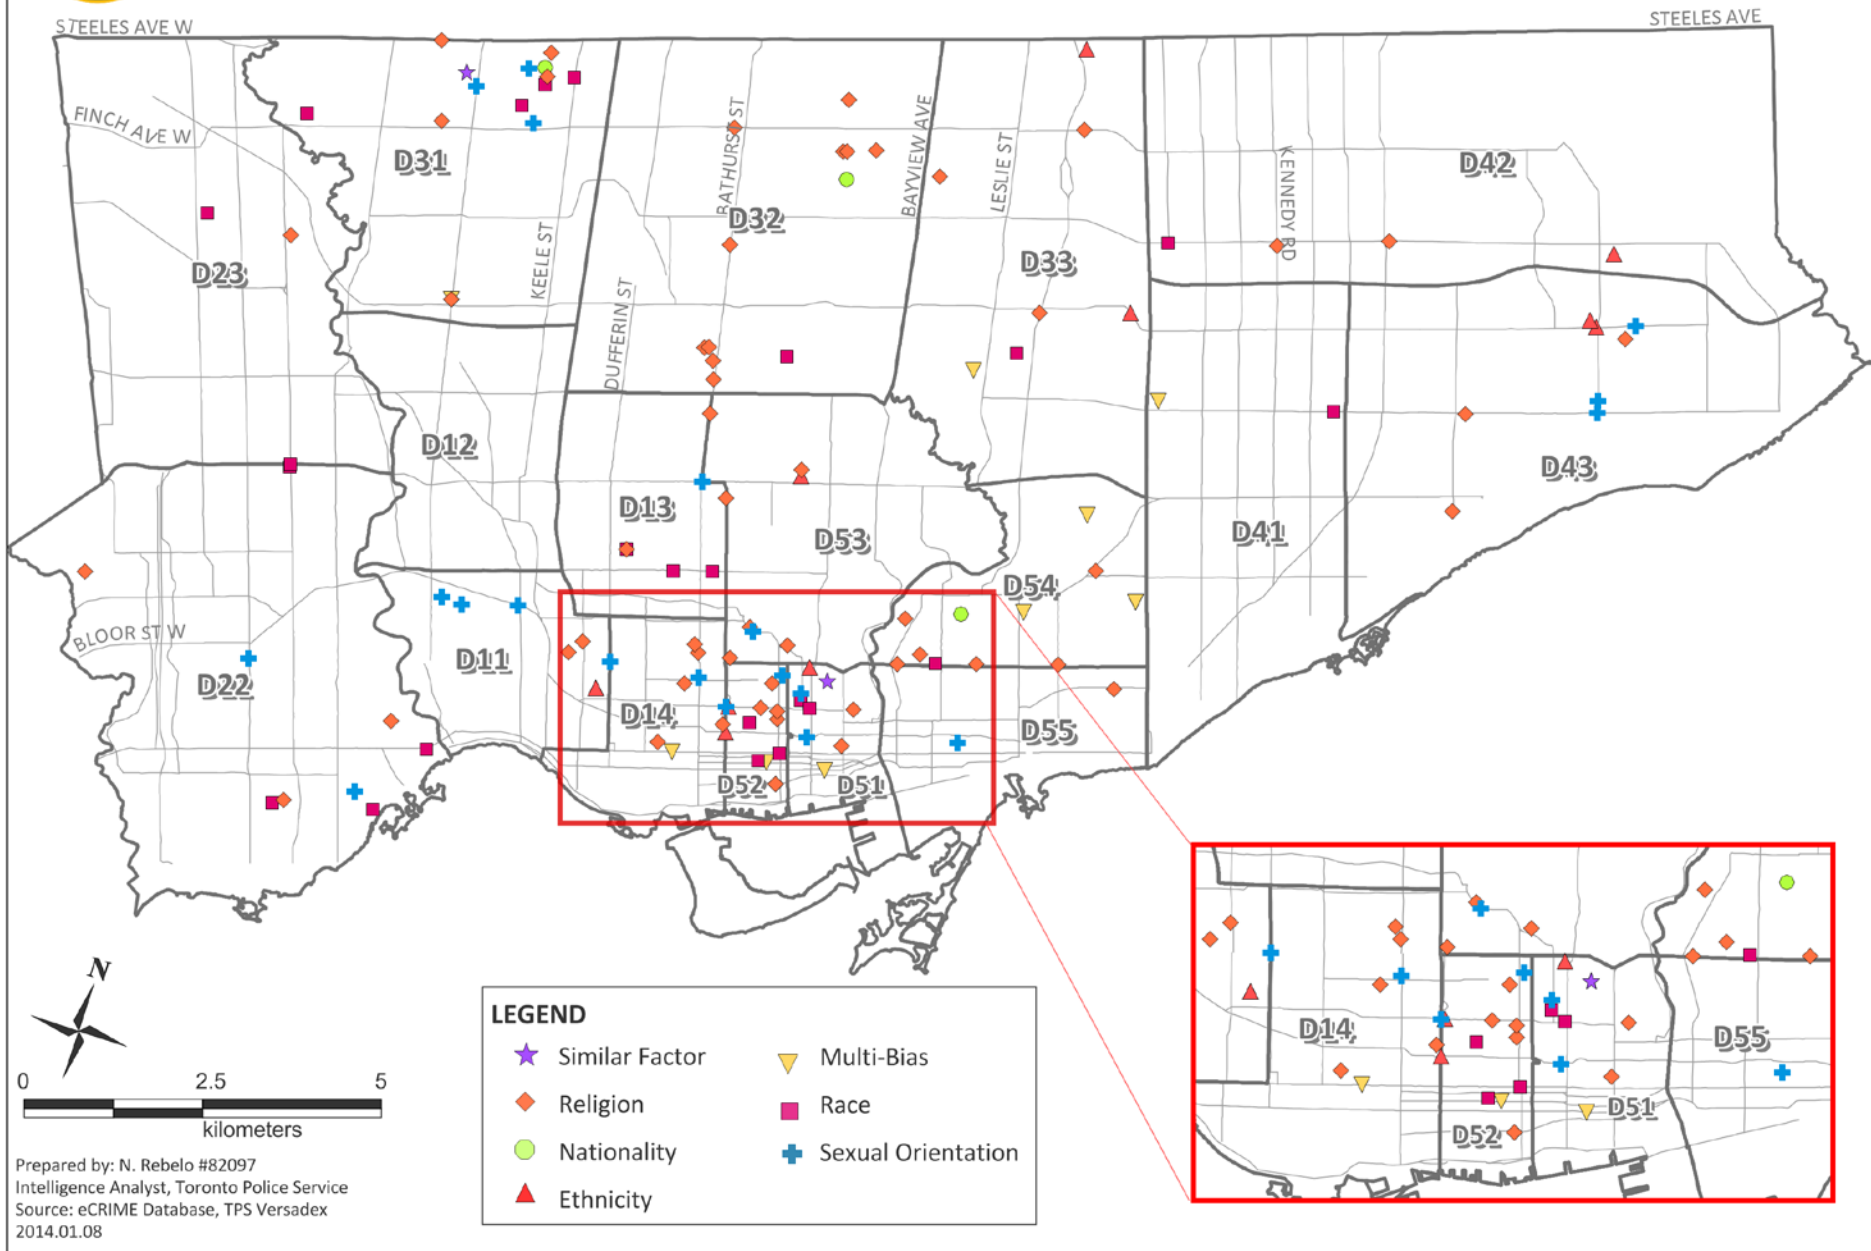 STEELES AVE W
STEELES AVE
FINCH AVE W
BATHURST ST
BAYVIEW AVE
LESLIE ST
KENNEDY RD
D31
D42
D32
D23
KEELE ST
D33
DUFFERIN ST
D12
D43
D13
D41
D53
D54
BLOOR ST W
D11
D22
D14
D55
D52
D51
D14
D55
D51
D52
N
0 2.5 5
kilometers
LEGEND
Similar Factor
Multi-Bias
Religion
Race
Nationality
Sexual Orientation
Ethnicity
Prepared by: N. Rebelo #82097
Intelligence Analyst, Toronto Police Service
Source: eCRIME Database, TPS Versadex
2014.01.08